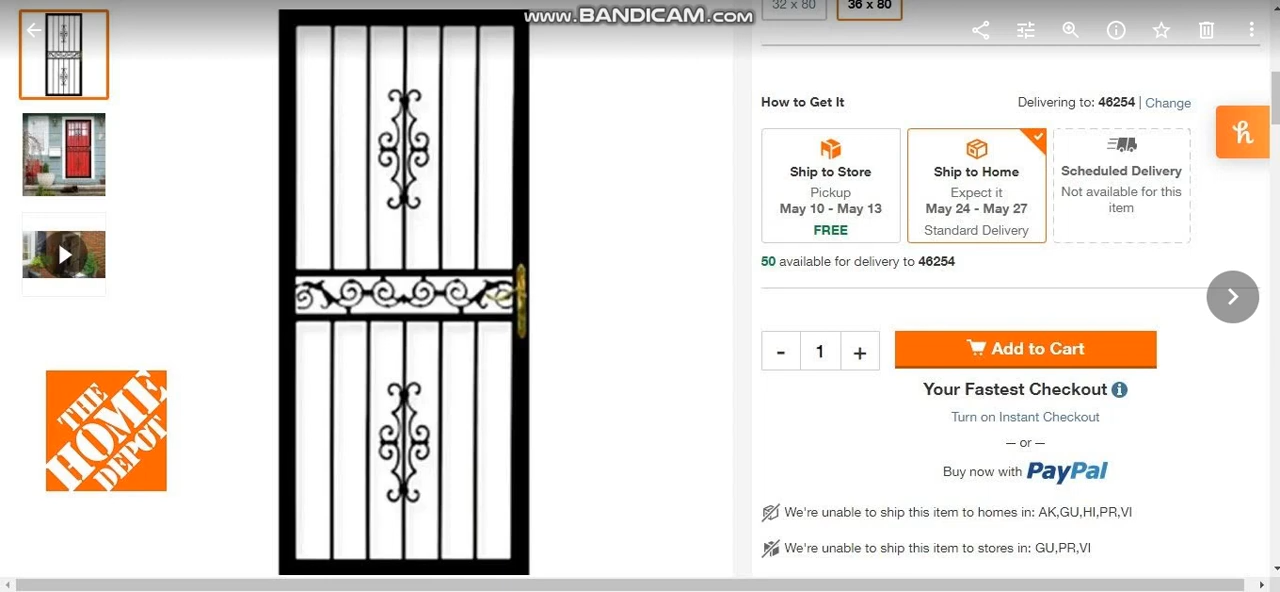 www.BANDICAM.com
32 x 80
36 x 80
How to Get It
Delivering to: 46254 | Change
Ship to Store
Pickup
May 10 - May 13
FREE
Ship to Home
Expect it
May 24 - May 27
Standard Delivery
Scheduled Delivery
Not available for this
item
50 available for delivery to 46254
- 1 +
Add to Cart
Your Fastest Checkout
Turn on Instant Checkout
— or —
Buy now with PayPal
We're unable to ship this item to homes in: AK,GU,HI,PR,VI
We're unable to ship this item to stores in: GU,PR,VI
THE
HOME
DEPOT